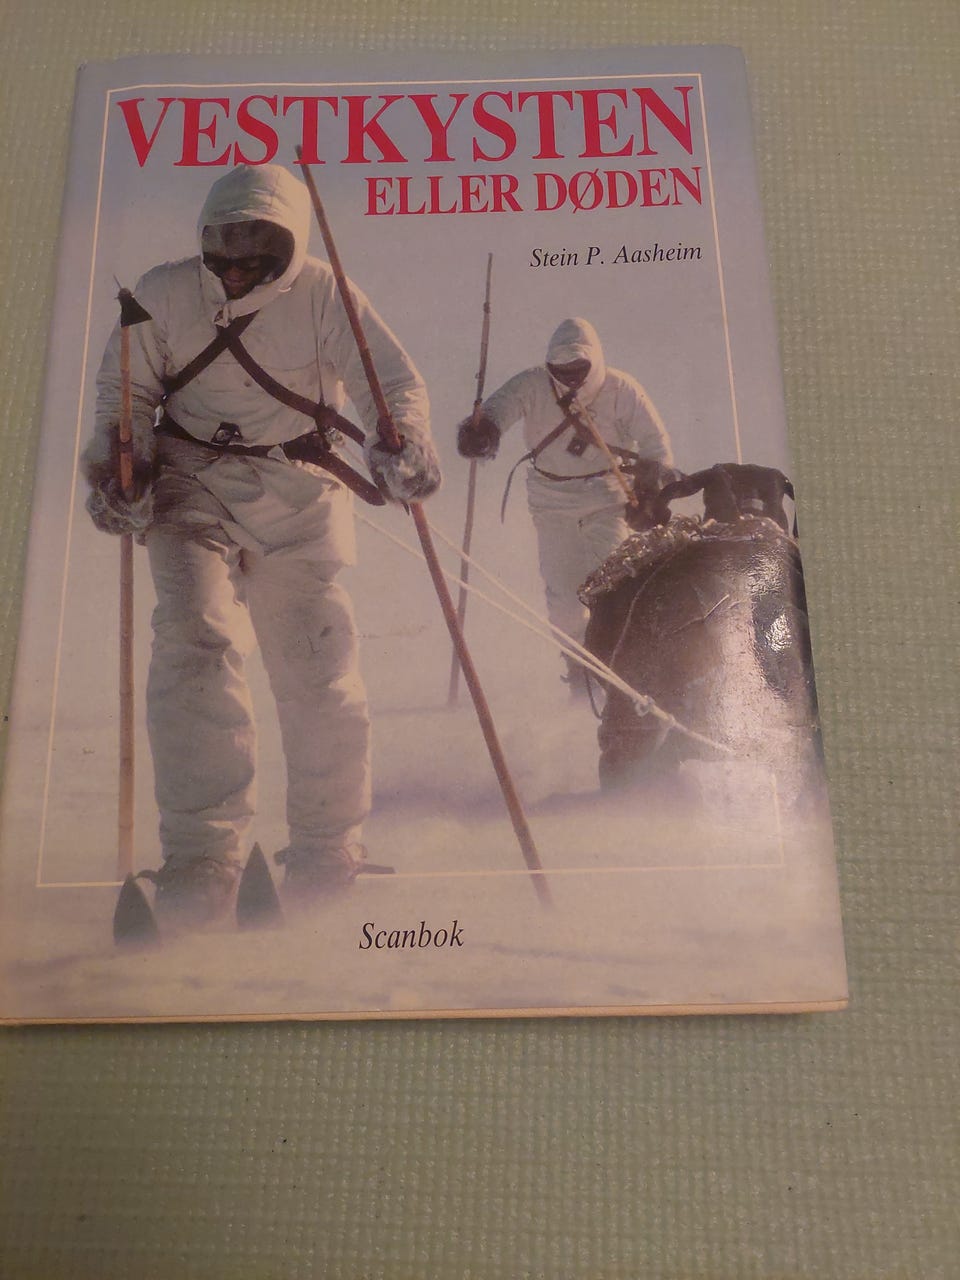 VESTKYSTEN
ELLER DØDEN
Stein P. Aasheim
Scanbok